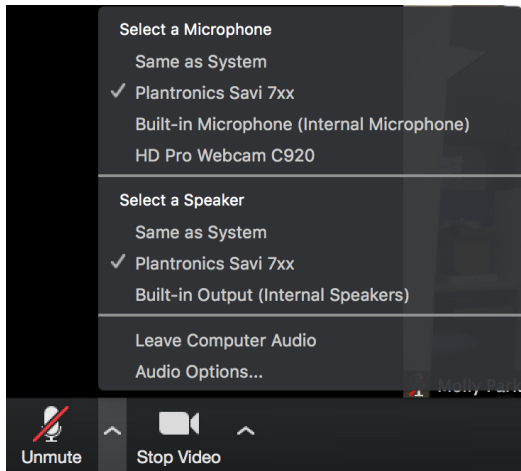 Select a Microphone
Same as System
Plantronics Savi 7xx
Built-in Microphone (Internal Microphone)
HD Pro Webcam C920
Select a Speaker
Same as System
Plantronics Savi 7xx
Built-in Output (Internal Speakers)
Leave Computer Audio
Audio Options...
Molly Park
Unmute
Stop Video